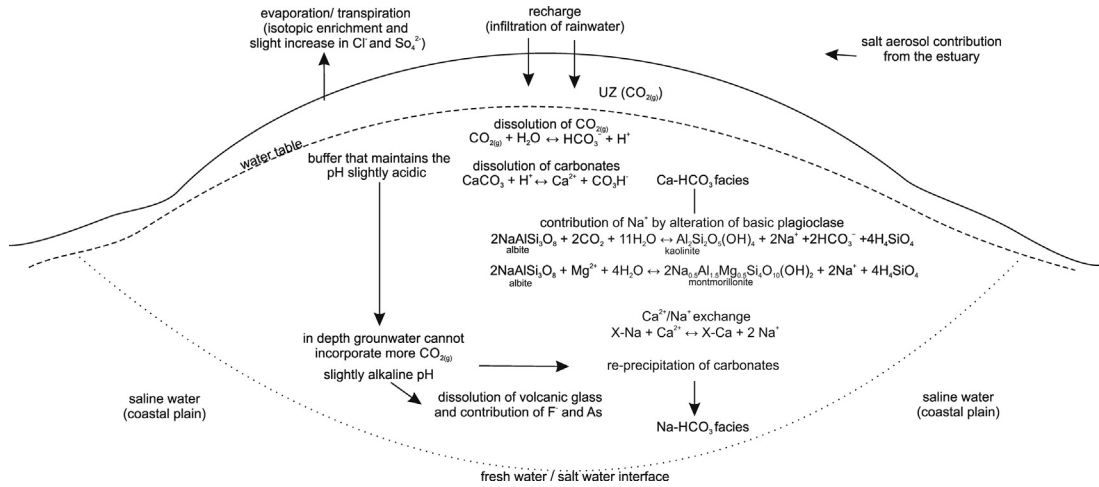 evaporation/ transpiration
(isotopic enrichment and
slight increase in Cl⁻ and So₄²⁻)
recharge
(infiltration of rainwater)
salt aerosol contribution
from the estuary
UZ (CO₂₍g₎)
water table
dissolution of CO₂₍g₎
CO₂₍g₎ + H₂O ↔ HCO₃⁻ + H⁺
buffer that maintains the
pH slightly acidic
dissolution of carbonates
CaCO₃ + H⁺ ↔ Ca²⁺ + CO₃H⁻
Ca-HCO₃ facies
contribution of Na⁺ by alteration of basic plagioclase
2NaAlSi₃O₈ + 2CO₂ + 11H₂O ↔ Al₂Si₂O₅(OH)₄ + 2Na⁺ +2HCO₃⁻ +4H₄SiO₄
albite kaolinite
2NaAlSi₃O₈ + Mg²⁺ + 4H₂O ↔ 2Na₀.₅Al₁.₅Mg₀.₅Si₄O₁₀(OH)₂ + 2Na⁺ + 4H₄SiO₄
albite montmorillonite
Ca²⁺/Na⁺ exchange
X-Na + Ca²⁺ ↔ X-Ca + 2 Na⁺
in depth grounwater cannot
incorporate more CO₂₍g₎
slightly alkaline pH
re-precipitation of carbonates
dissolution of volcanic glass
and contribution of F⁻ and As
Na-HCO₃ facies
saline water
(coastal plain)
saline water
(coastal plain)
fresh water / salt water interface